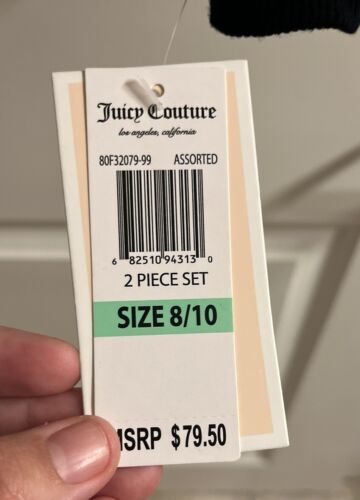 Juicy Couture
los angeles, california
80F32079-99 ASSORTED
6 82510 94313 0
2 PIECE SET
SIZE 8/10
MSRP $79.50